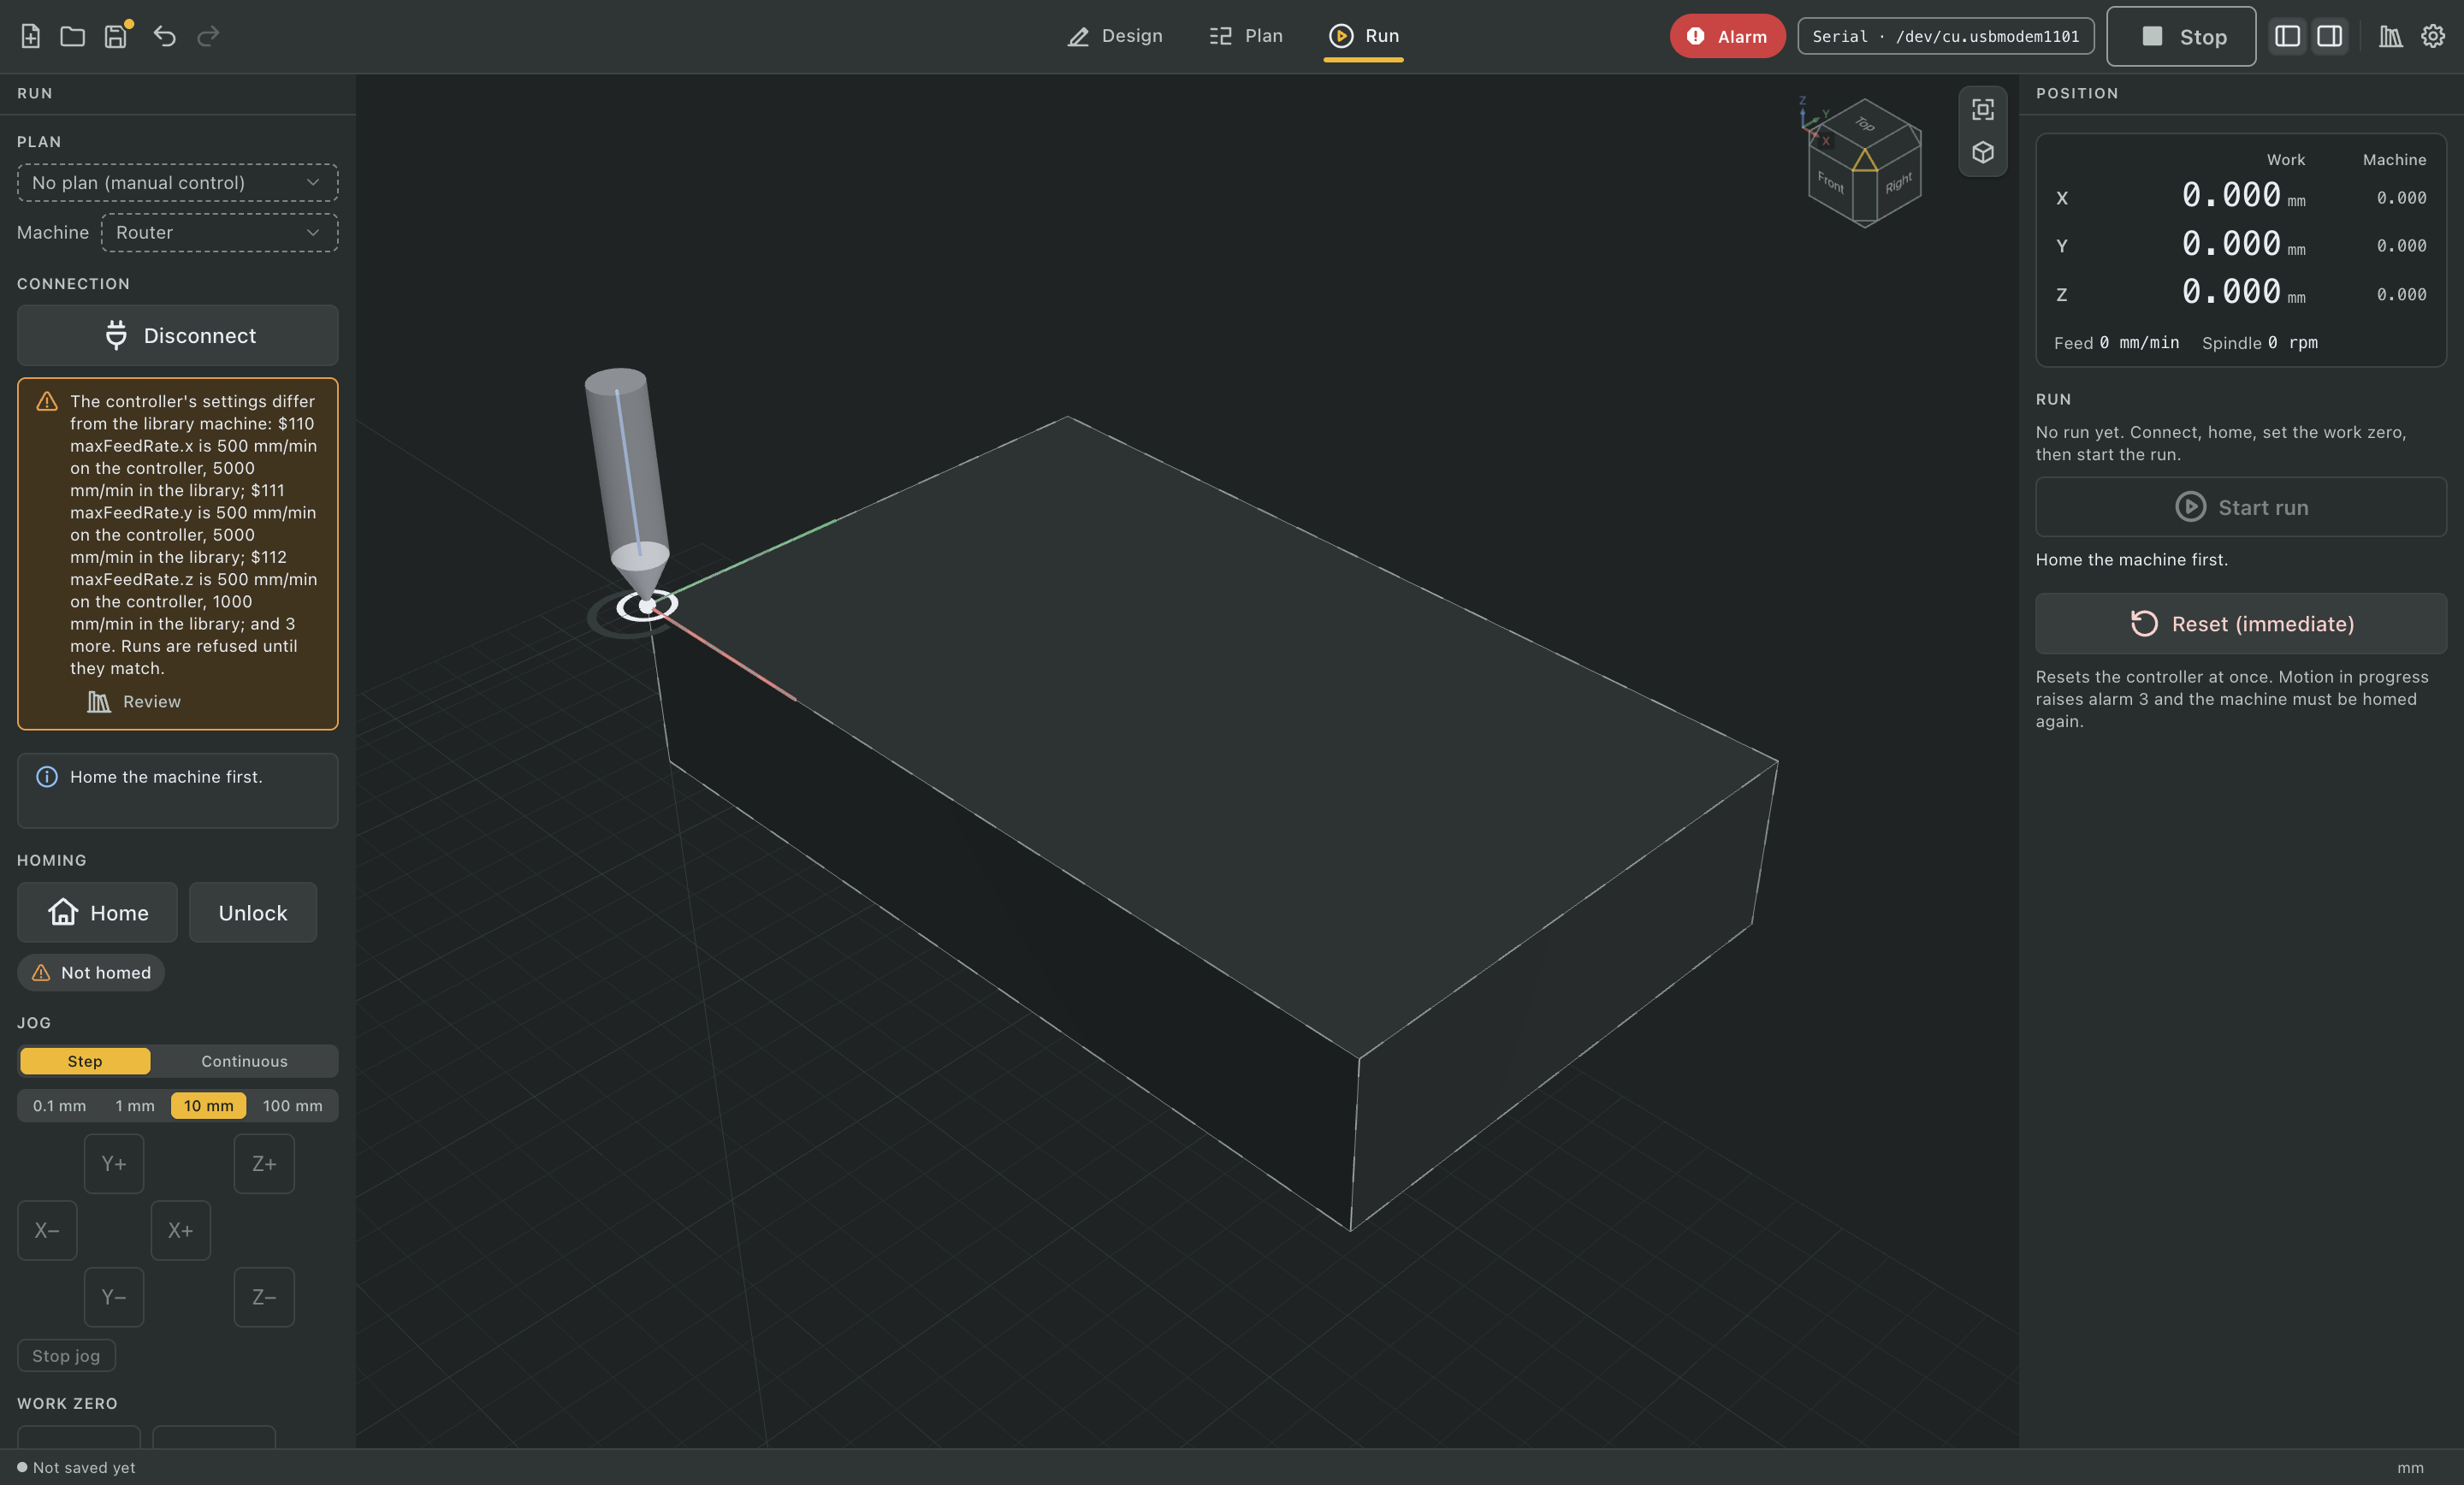 Design
Plan
Run
Alarm
Serial · /dev/cu.usbmodem1101
Stop
RUN
PLAN
No plan (manual control)
Machine
Router
CONNECTION
Disconnect
The controller's settings differ
from the library machine: $110
maxFeedRate.x is 500 mm/min
on the controller, 5000
mm/min in the library; $111
maxFeedRate.y is 500 mm/min
on the controller, 5000
mm/min in the library; $112
maxFeedRate.z is 500 mm/min
on the controller, 1000
mm/min in the library; and 3
more. Runs are refused until
they match.
Review
Home the machine first.
HOMING
Home
Unlock
Not homed
JOG
Step
Continuous
0.1 mm
1 mm
10 mm
100 mm
Y+
Z+
X−
X+
Y−
Z−
Stop jog
WORK ZERO
Z
Y
X
Top
Front
Right
POSITION
Work
Machine
X 0.000 mm 0.000
Y 0.000 mm 0.000
Z 0.000 mm 0.000
Feed 0 mm/min Spindle 0 rpm
RUN
No run yet. Connect, home, set the work zero,
then start the run.
Start run
Home the machine first.
Reset (immediate)
Resets the controller at once. Motion in progress
raises alarm 3 and the machine must be homed
again.
Not saved yet
mm